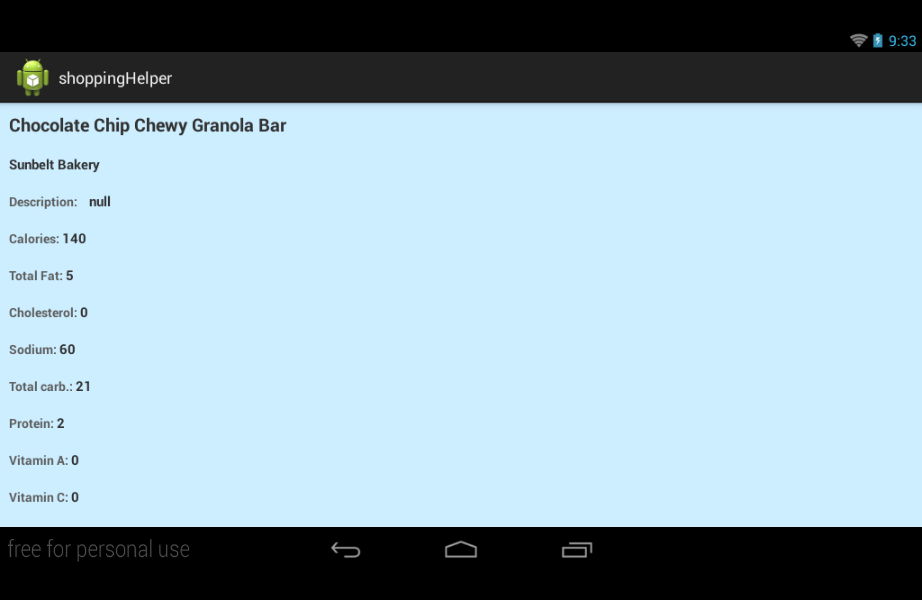 9:33
shoppingHelper
Chocolate Chip Chewy Granola Bar
Sunbelt Bakery
Description: null
Calories: 140
Total Fat: 5
Cholesterol: 0
Sodium: 60
Total carb.: 21
Protein: 2
Vitamin A: 0
Vitamin C: 0
free for personal use